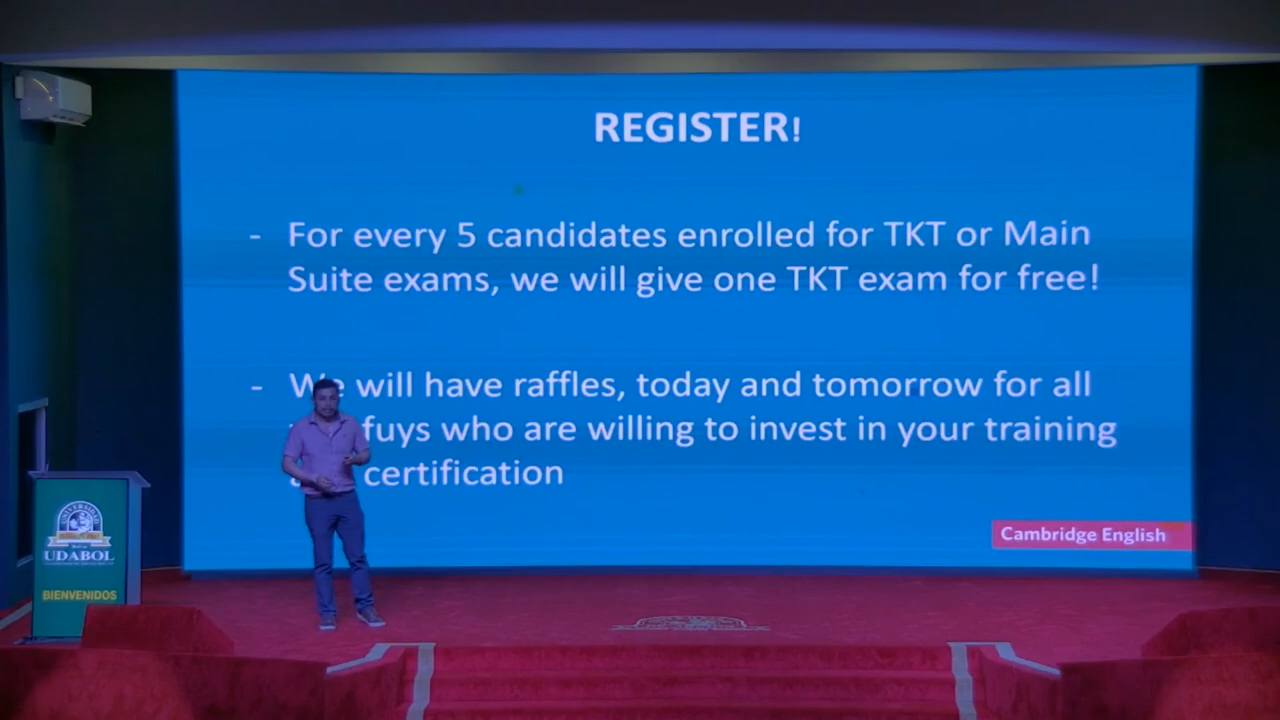 REGISTER!
- For every 5 candidates enrolled for TKT or Main
Suite exams, we will give one TKT exam for free!
- We will have raffles, today and tomorrow for all
fuys who are willing to invest in your training
certification
Cambridge English
UNIVERSIDAD
UDABOL
BIENVENIDOS